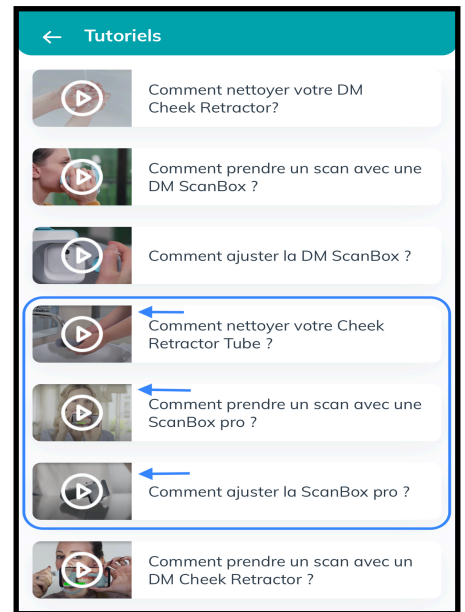 Tutoriels
Comment nettoyer votre DM
Cheek Retractor?
Comment prendre un scan avec une
DM ScanBox ?
Comment ajuster la DM ScanBox ?
Comment nettoyer votre Cheek
Retractor Tube ?
Comment prendre un scan avec une
ScanBox pro ?
Comment ajuster la ScanBox pro ?
Comment prendre un scan avec un
DM Cheek Retractor ?